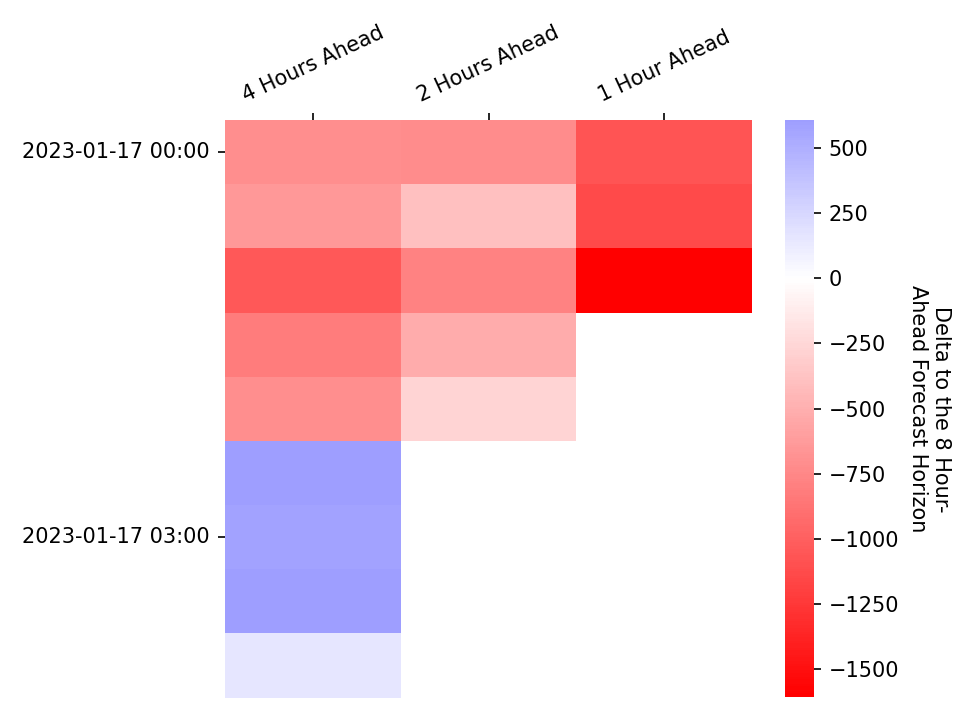 4 Hours Ahead
2 Hours Ahead
1 Hour Ahead
2023-01-17 00:00
2023-01-17 03:00
500
250
0
−250
−500
−750
−1000
−1250
−1500
Delta to the 8 Hour-
Ahead Forecast Horizon